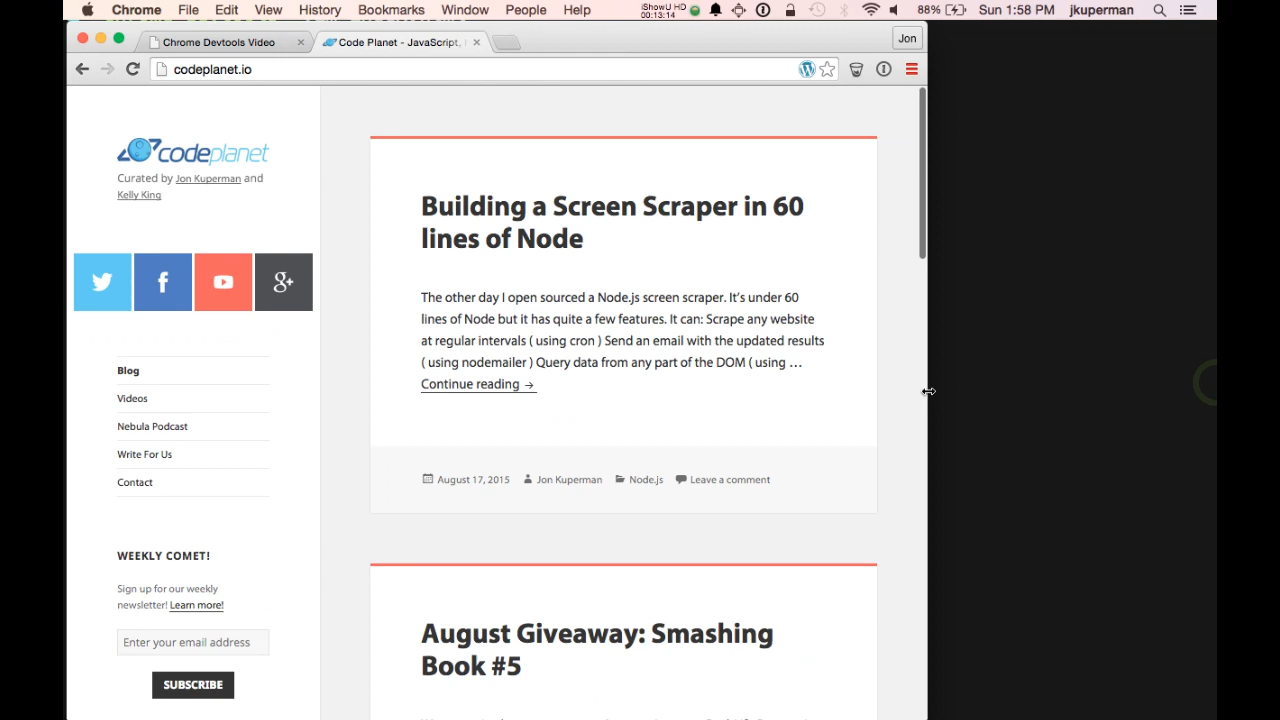 Chrome File Edit View History Bookmarks Window People Help iShowU HD 00:13:14 88% Sun 1:58 PM jkuperman
Chrome Devtools Video Code Planet - JavaScript, Jon
codeplanet.io
codeplanet
Curated by Jon Kuperman and
Kelly King
Building a Screen Scraper in 60
lines of Node
The other day I open sourced a Node.js screen scraper. It's under 60
lines of Node but it has quite a few features. It can: Scrape any website
at regular intervals ( using cron ) Send an email with the updated results
( using nodemailer ) Query data from any part of the DOM ( using …
Continue reading →
Blog
Videos
Nebula Podcast
Write For Us
Contact
August 17, 2015 Jon Kuperman Node.js Leave a comment
WEEKLY COMET!
Sign up for our weekly
newsletter! Learn more!
Enter your email address
SUBSCRIBE
August Giveaway: Smashing
Book #5